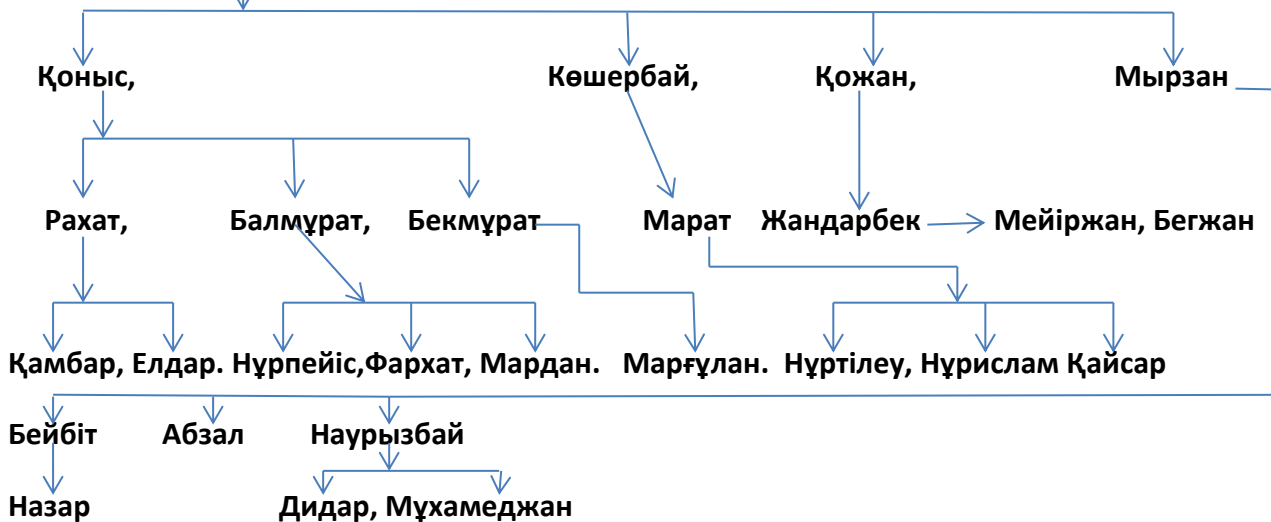 Қоныс, Көшербай, Қожан, Мырзан
Рахат, Балмұрат, Бекмұрат Марат Жандарбек Мейіржан, Бегжан
Қамбар, Елдар. Нұрпейіс,Фархат, Мардан. Марғұлан. Нұртілеу, Нұрислам Қайсар
Бейбіт Абзал Наурызбай
Назар Дидар, Мұхамеджан